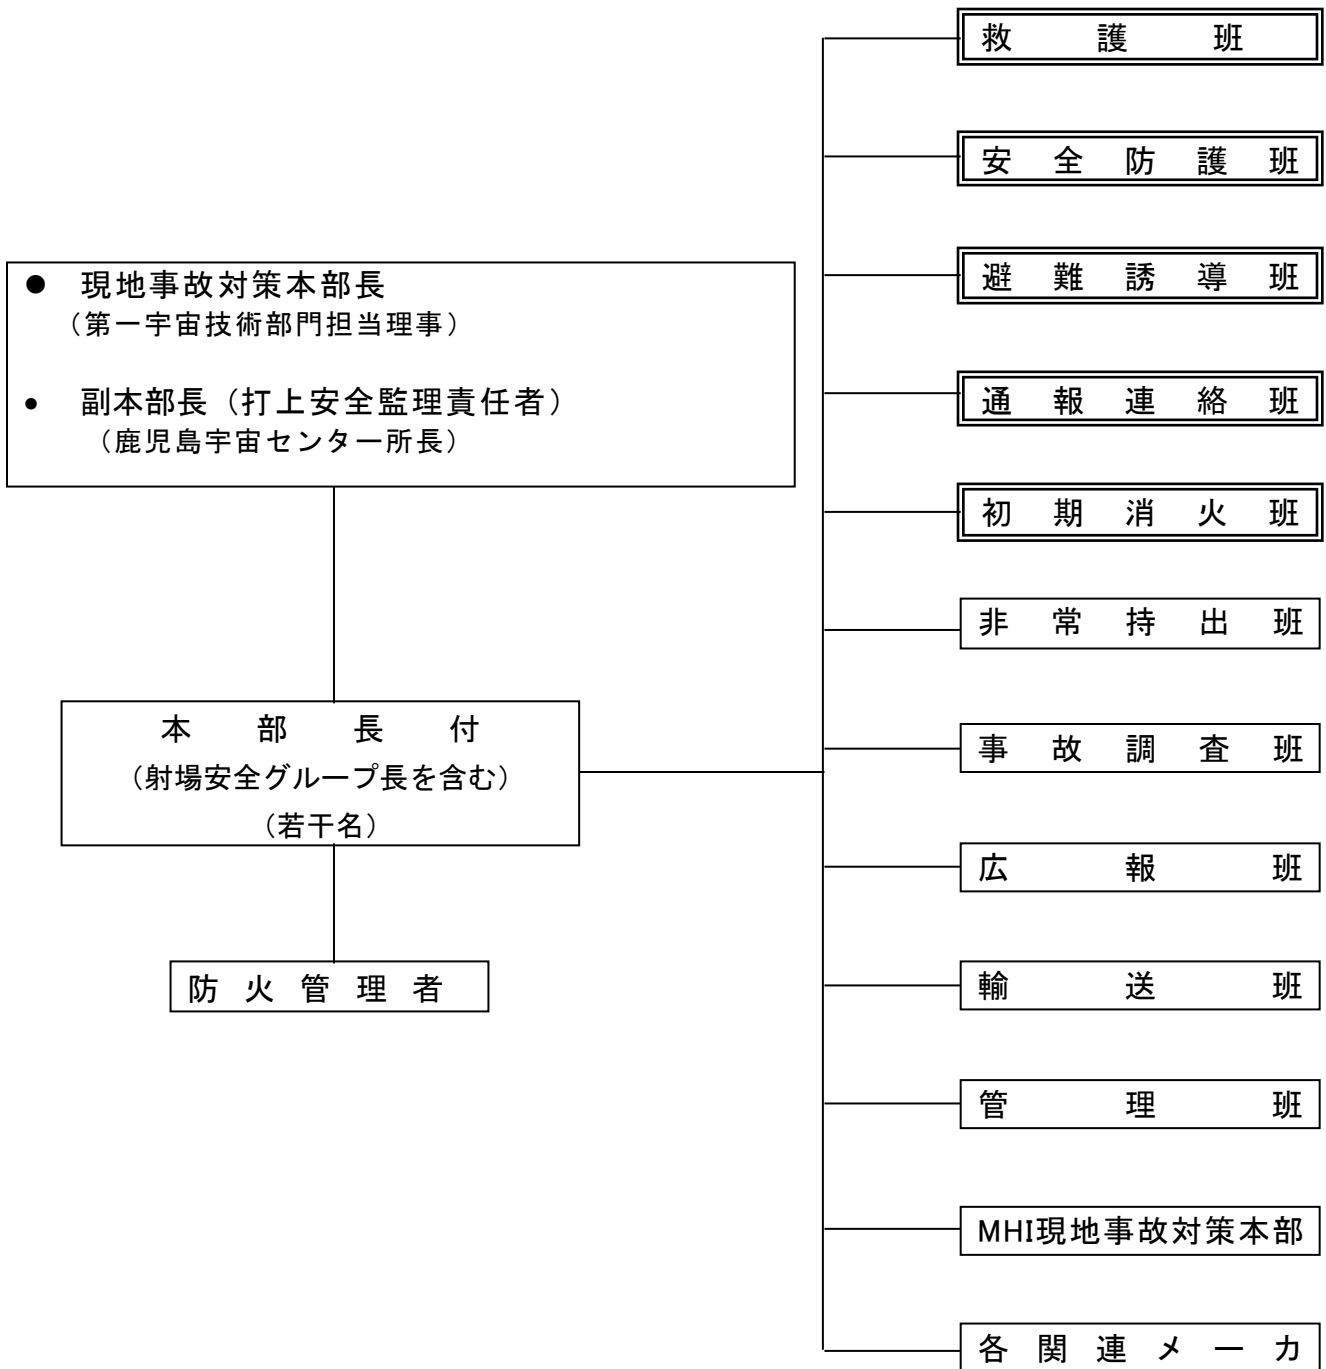 ● 現地事故対策本部長
（第一宇宙技術部門担当理事）
● 副本部長（打上安全監理責任者）
（鹿児島宇宙センター所長）
本部長付
（射場安全グループ長を含む）
（若干名）
防火管理者
救護班
安全防護班
避難誘導班
通報連絡班
初期消火班
非常持出班
事故調査班
広報班
輸送班
管理班
MHI現地事故対策本部
各関連メーカ